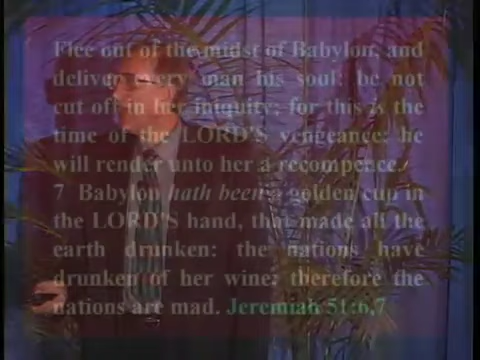 Flee out of the midst of Babylon, and
deliver every man his soul: be not
cut off in her iniquity; for this is the
time of the LORD'S vengeance; he
will render unto her a recompence.
7 Babylon hath been a golden cup in
the LORD'S hand, that made all the
earth drunken: the nations have
drunken of her wine; therefore the
nations are mad. Jeremiah 51:6,7